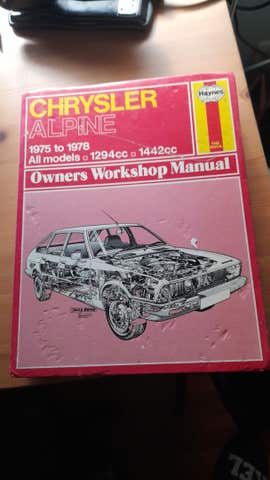 CHRYSLER
ALPINE
1975 to 1978
All models 1294cc 1442cc
Haynes
Owners Workshop Manual